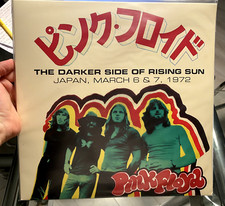 ピンク・フロイド
THE DARKER SIDE OF RISING SUN
JAPAN, MARCH 6 & 7, 1972
Pink Floyd